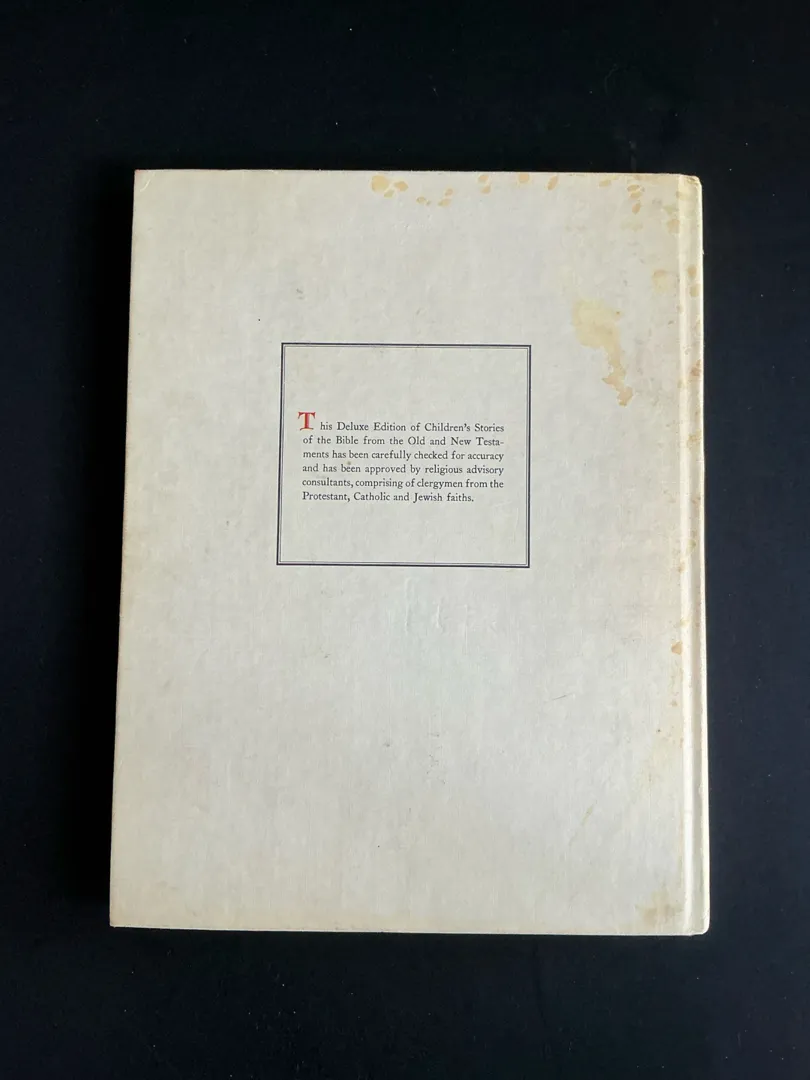 This Deluxe Edition of Children's Stories
of the Bible from the Old and New Testa-
ments has been carefully checked for accuracy
and has been approved by religious advisory
consultants, comprising of clergymen from the
Protestant, Catholic and Jewish faiths.